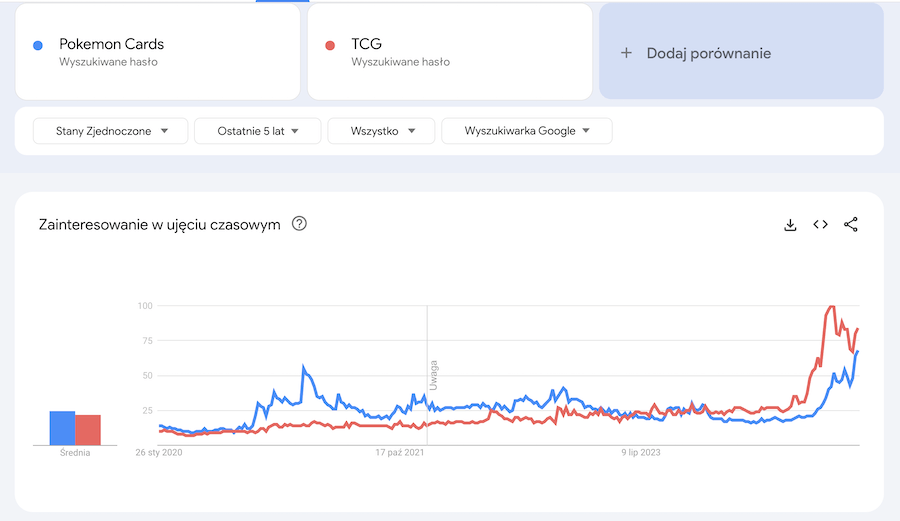 Pokemon Cards
Wyszukiwane hasło
TCG
Wyszukiwane hasło
+ Dodaj porównanie
Stany Zjednoczone
Ostatnie 5 lat
Wszystko
Wyszukiwarka Google
Zainteresowanie w ujęciu czasowym
100
75
50
25
Uwaga
Średnia
26 sty 2020
17 paź 2021
9 lip 2023